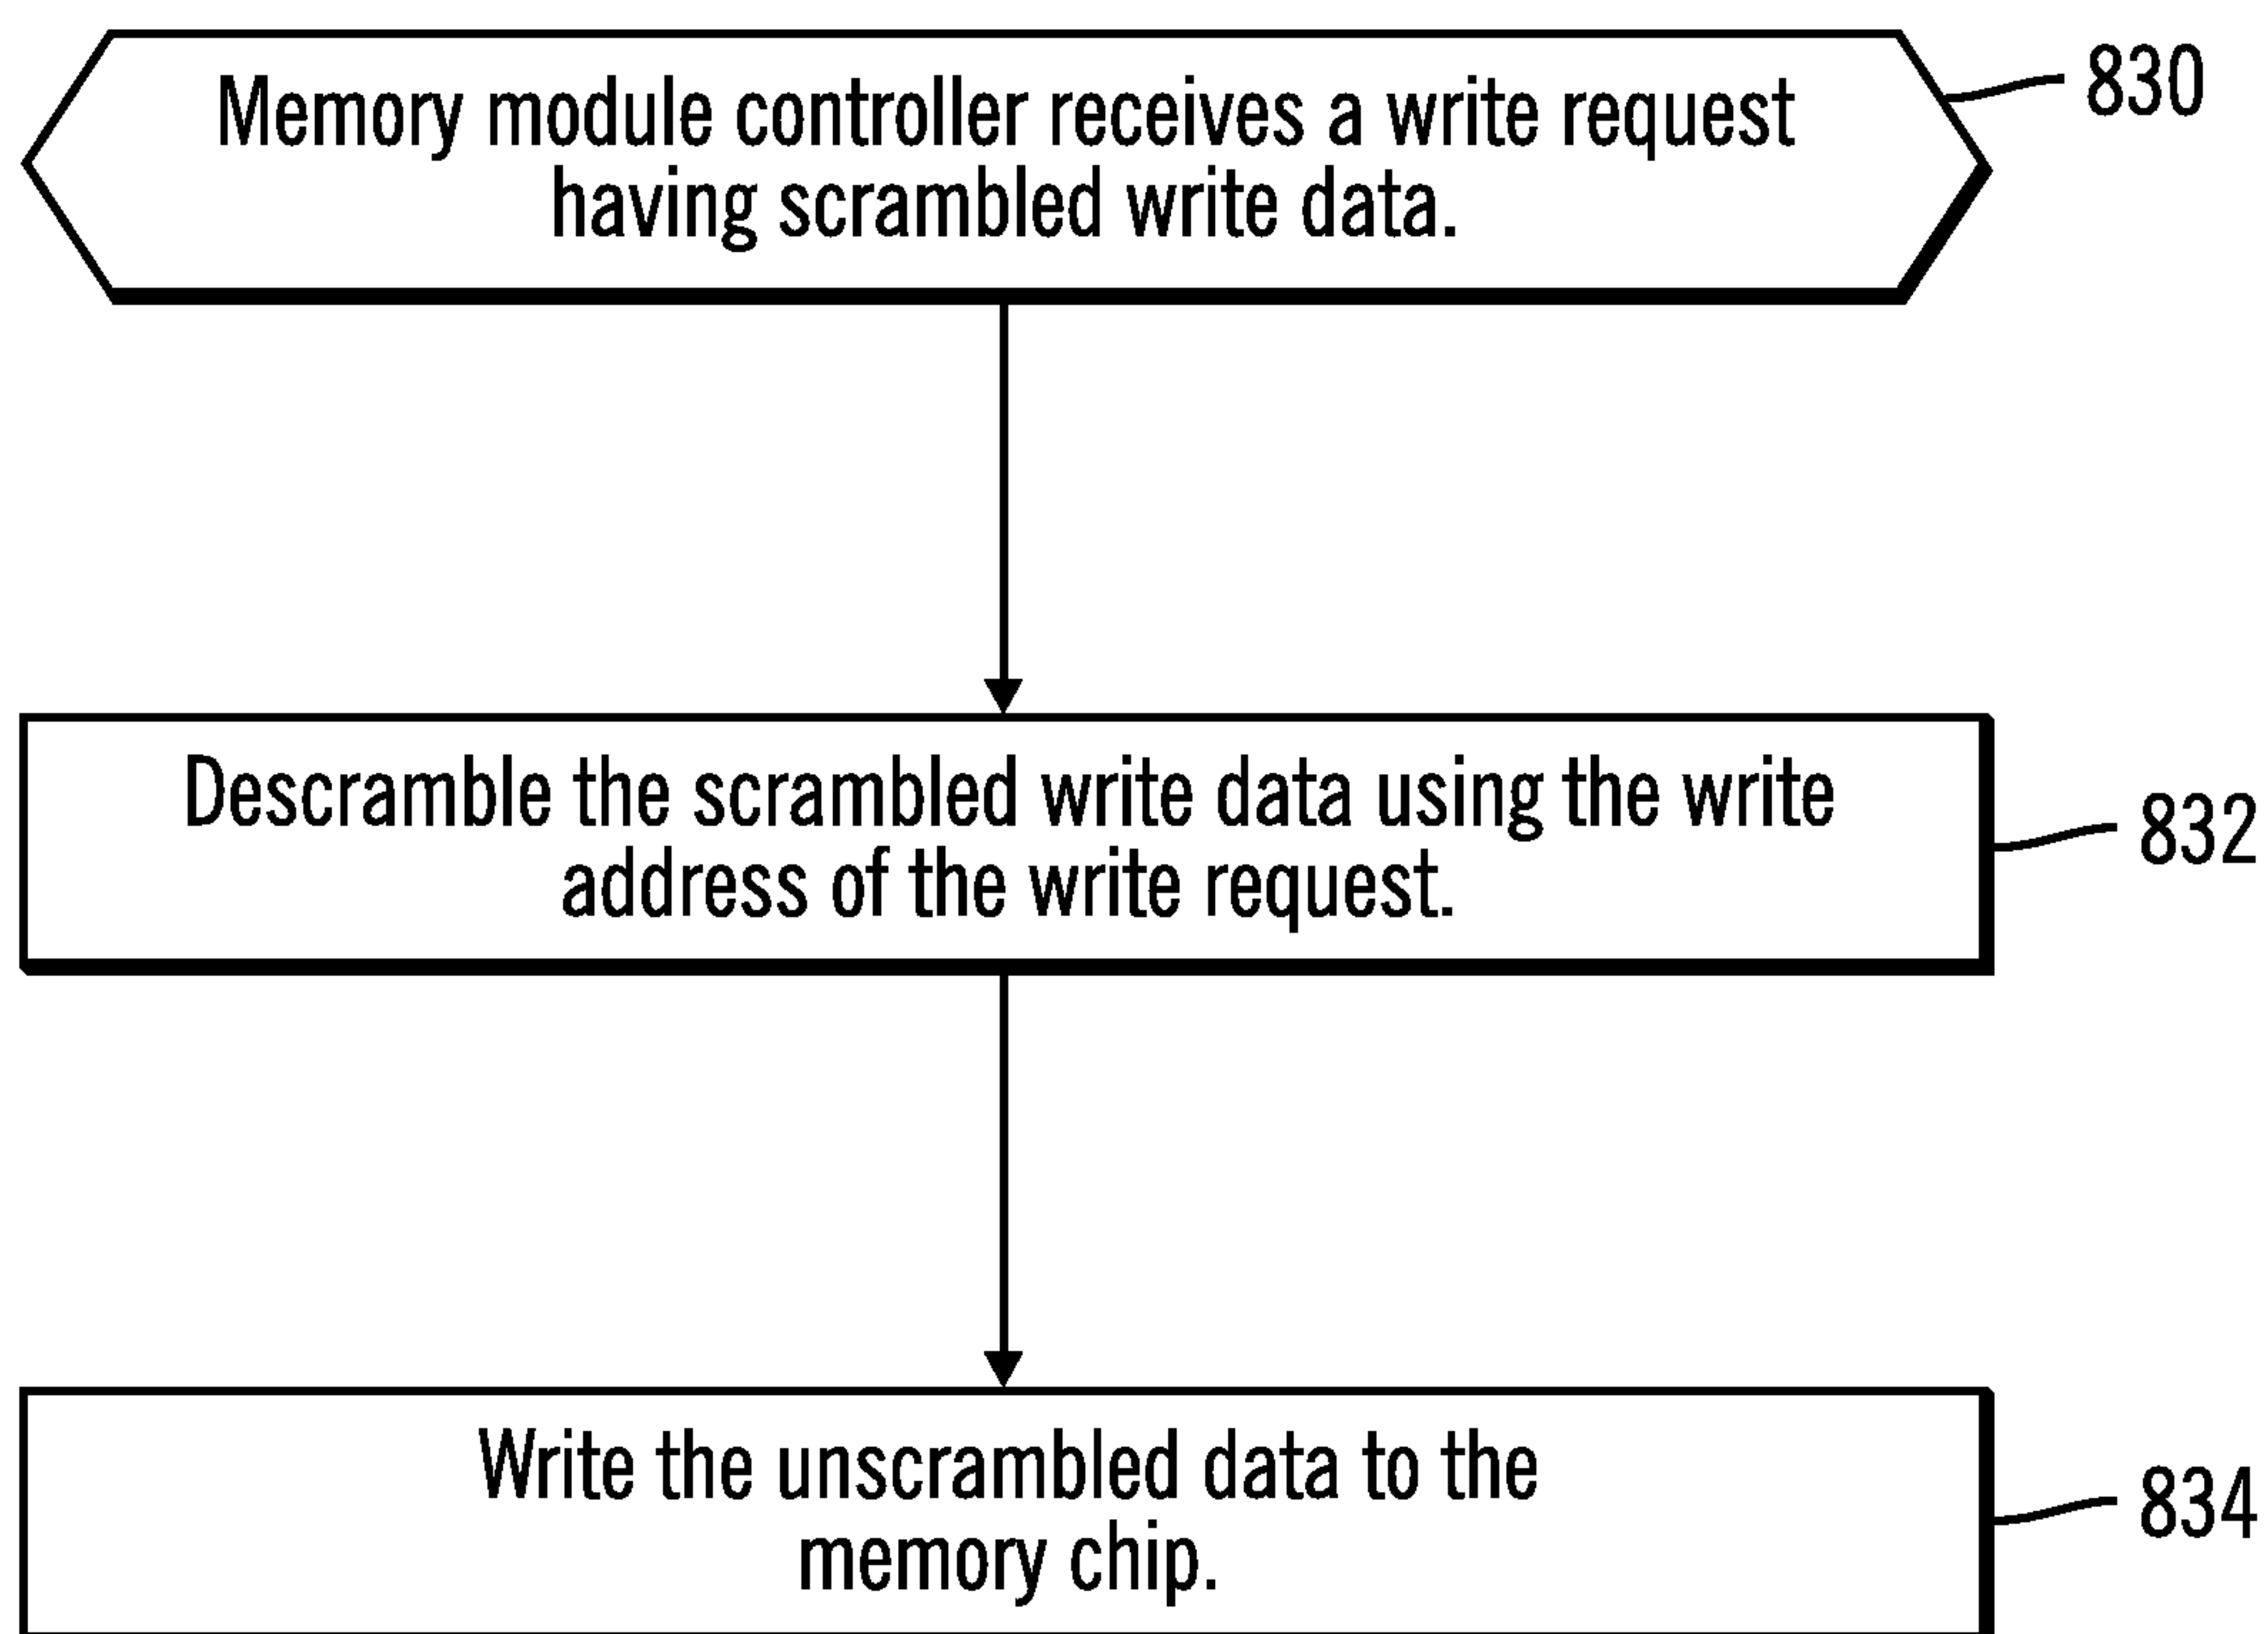 Memory module controller receives a write request
having scrambled write data.
830
Descramble the scrambled write data using the write
address of the write request.
832
Write the unscrambled data to the
memory chip.
834